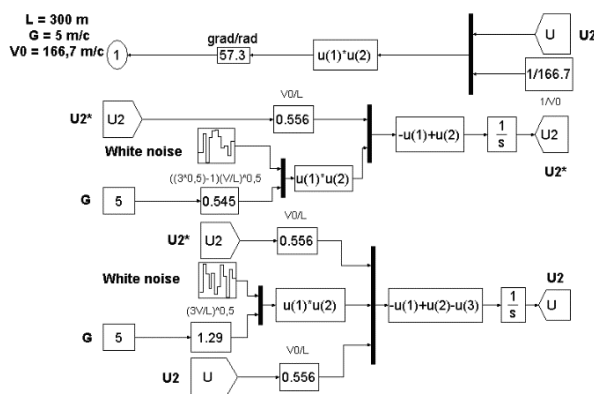 L = 300 m
G = 5 m/c
V0 = 166,7 m/c
1
grad/rad
57.3
u(1)*u(2)
U
U2
1/166.7
1/V0
U2*
U2
V0/L
0.556
White noise
u(1)*u(2)
-u(1)+u(2)
1
s
U2
U2*
((3*0,5)-1)(V/L)^0,5
G
5
0.545
U2*
U2
V0/L
0.556
White noise
(3V/L)^0,5
u(1)*u(2)
-u(1)+u(2)-u(3)
1
s
U2
U
G
5
1.29
V0/L
U2
U
0.556